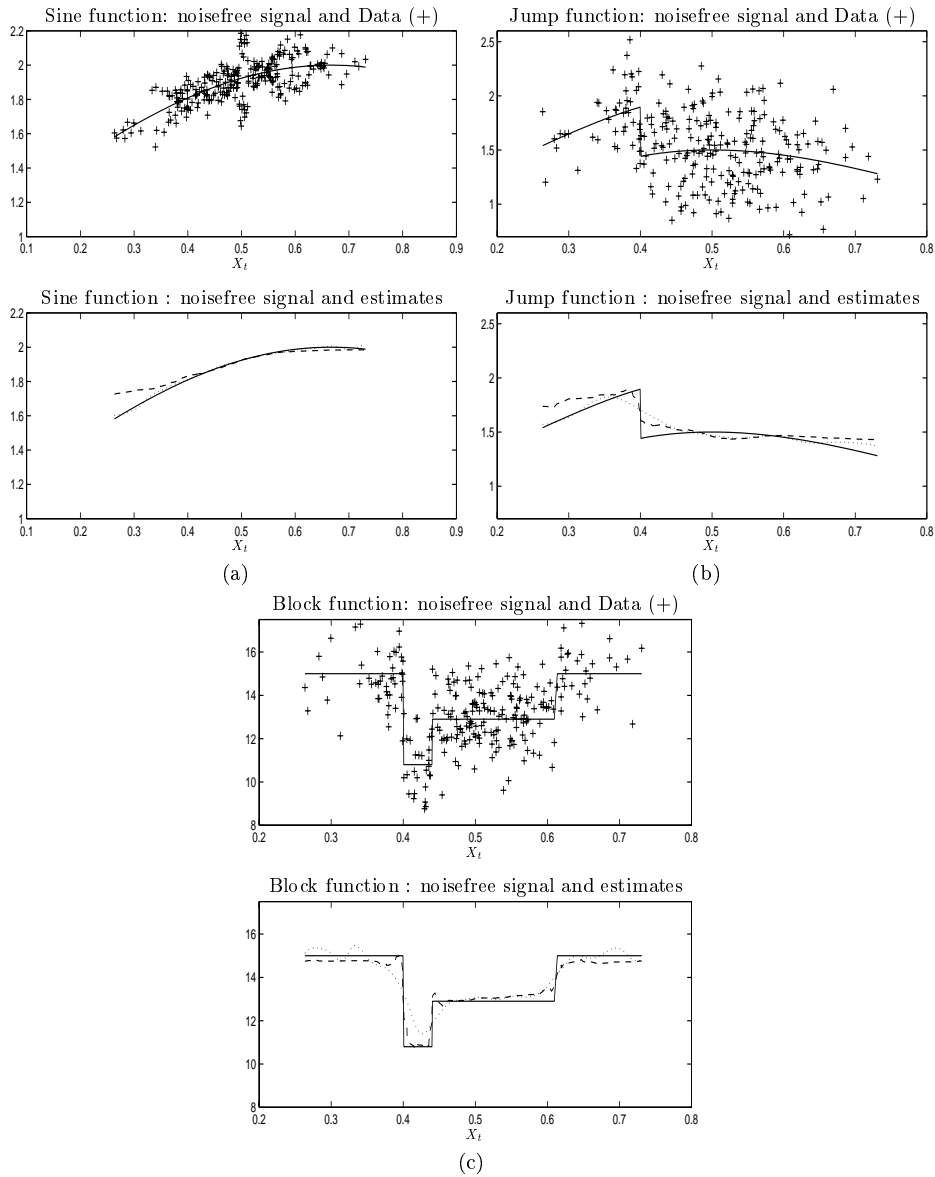 Sine function: noisefree signal and Data (+)
2.2
2
1.8
1.6
1.4
1.2
1
0.1 0.2 0.3 0.4 0.5 0.6 0.7 0.8 0.9
X_t
Jump function: noisefree signal and Data (+)
2.5
2
1.5
1
0.2 0.3 0.4 0.5 0.6 0.7 0.8
X_t
Sine function : noisefree signal and estimates
2.2
2
1.8
1.6
1.4
1.2
1
0.1 0.2 0.3 0.4 0.5 0.6 0.7 0.8 0.9
X_t
(a)
Jump function : noisefree signal and estimates
2.5
2
1.5
1
0.2 0.3 0.4 0.5 0.6 0.7 0.8
X_t
(b)
Block function: noisefree signal and Data (+)
16
14
12
10
8
0.2 0.3 0.4 0.5 0.6 0.7 0.8
X_t
Block function : noisefree signal and estimates
16
14
12
10
8
0.2 0.3 0.4 0.5 0.6 0.7 0.8
X_t
(c)